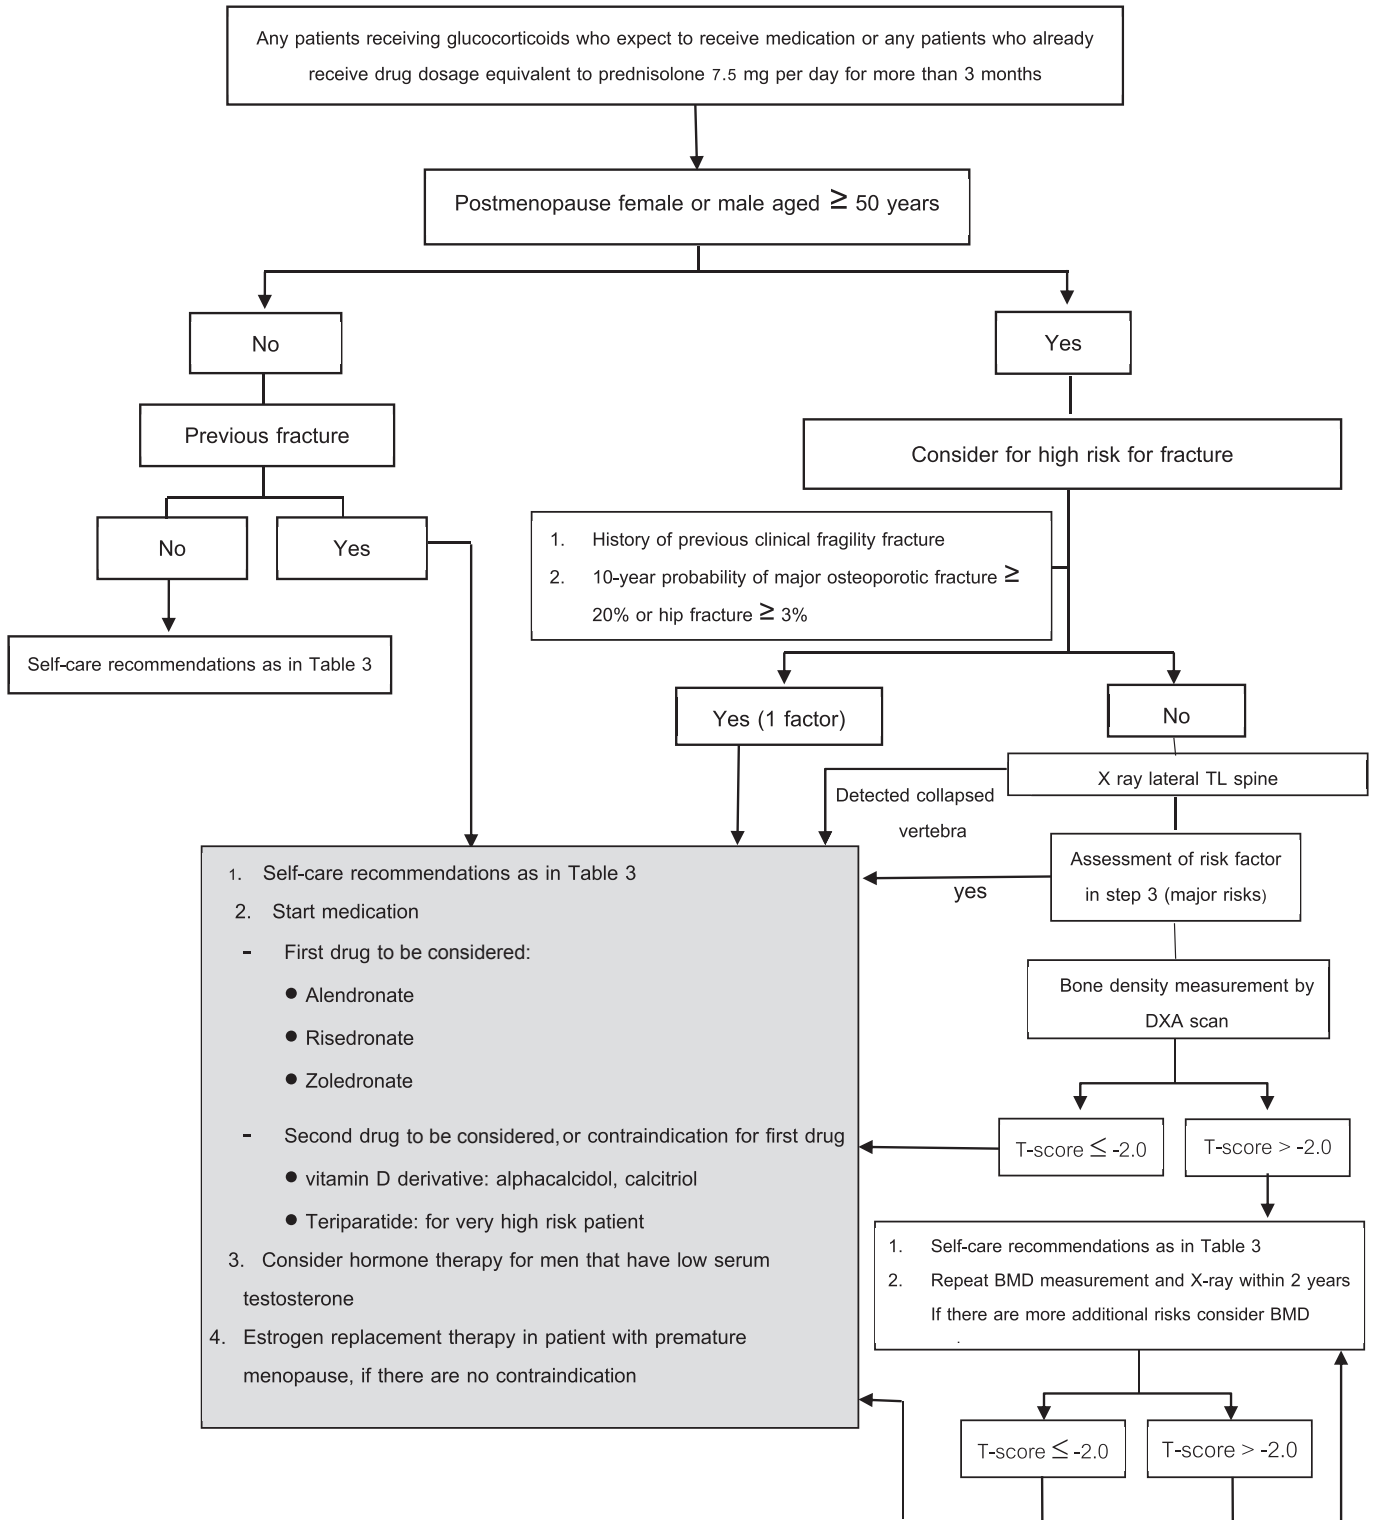 Any patients receiving glucocorticoids who expect to receive medication or any patients who already
receive drug dosage equivalent to prednisolone 7.5 mg per day for more than 3 months
Postmenopause female or male aged ≥ 50 years
No
Yes
Previous fracture
Consider for high risk for fracture
No
Yes
1. History of previous clinical fragility fracture
2. 10-year probability of major osteoporotic fracture ≥
20% or hip fracture ≥ 3%
Self-care recommendations as in Table 3
Yes (1 factor)
No
X ray lateral TL spine
Detected collapsed
vertebra
Assessment of risk factor
in step 3 (major risks)
yes
Bone density measurement by
DXA scan
1. Self-care recommendations as in Table 3
2. Start medication
- First drug to be considered:
● Alendronate
● Risedronate
● Zoledronate
- Second drug to be considered, or contraindication for first drug
● vitamin D derivative: alphacalcidol, calcitriol
● Teriparatide: for very high risk patient
3. Consider hormone therapy for men that have low serum
testosterone
4. Estrogen replacement therapy in patient with premature
menopause, if there are no contraindication
T-score ≤ -2.0
T-score > -2.0
1. Self-care recommendations as in Table 3
2. Repeat BMD measurement and X-ray within 2 years
If there are more additional risks consider BMD
T-score ≤ -2.0
T-score > -2.0